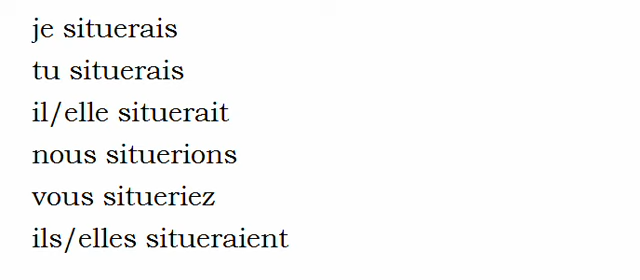 je situerais
tu situerais
il/elle situerait
nous situerions
vous situeriez
ils/elles situeraient